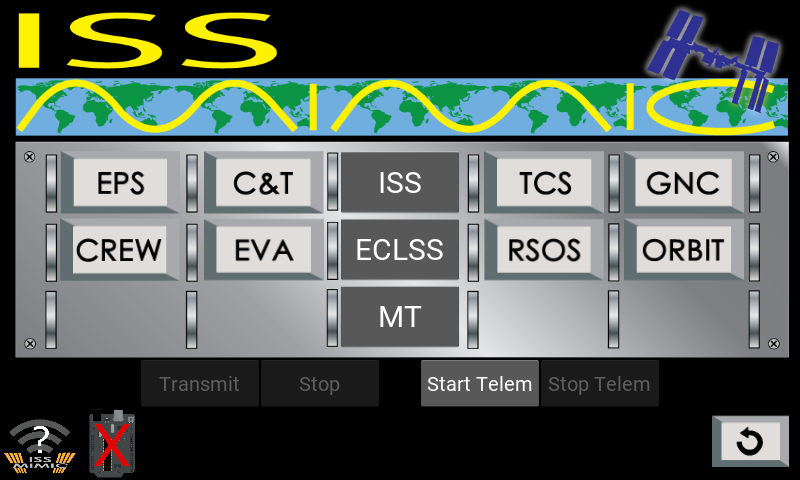 ISS
MIMIC
EPS C&T ISS TCS GNC
CREW EVA ECLSS RSOS ORBIT
MT
Transmit Stop Start Telem Stop Telem
?
ISS
MIMIC
X